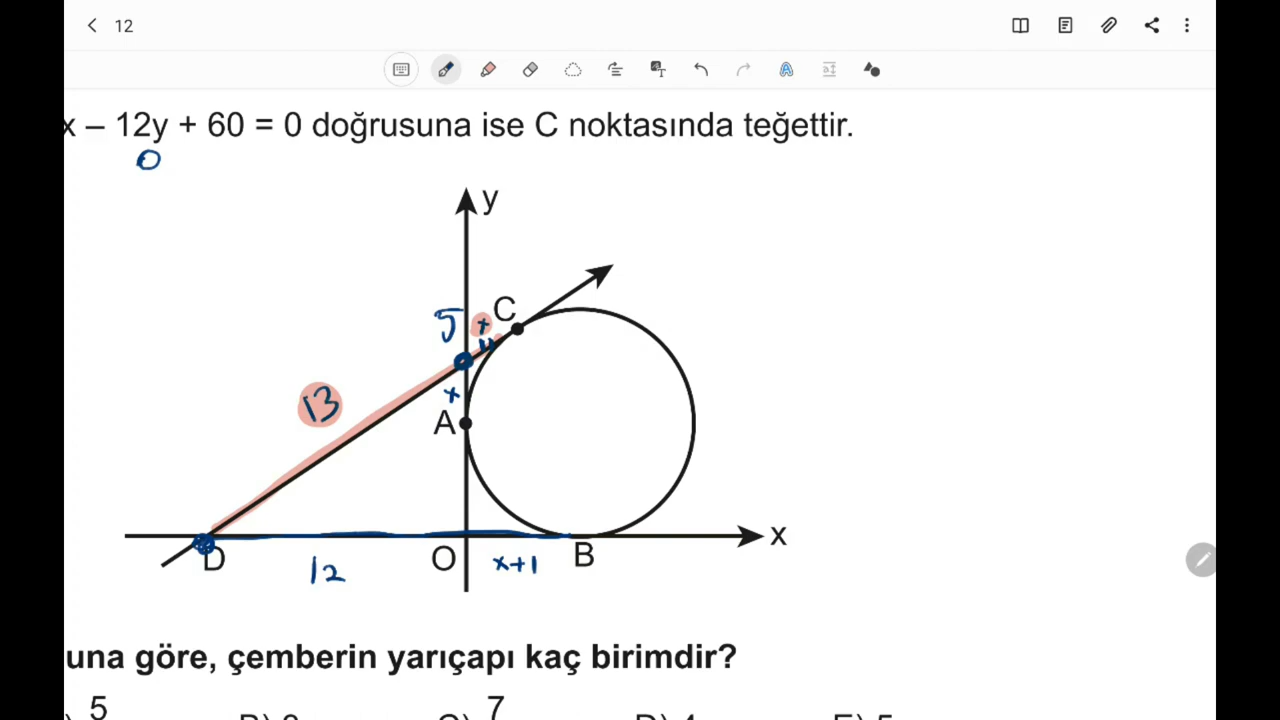 12
x – 12y + 60 = 0 doğrusuna ise C noktasında teğettir.
0
y
5
x
C
13
x
A
D
O
B
x
12
x+1
una göre, çemberin yarıçapı kaç birimdir?
5
7